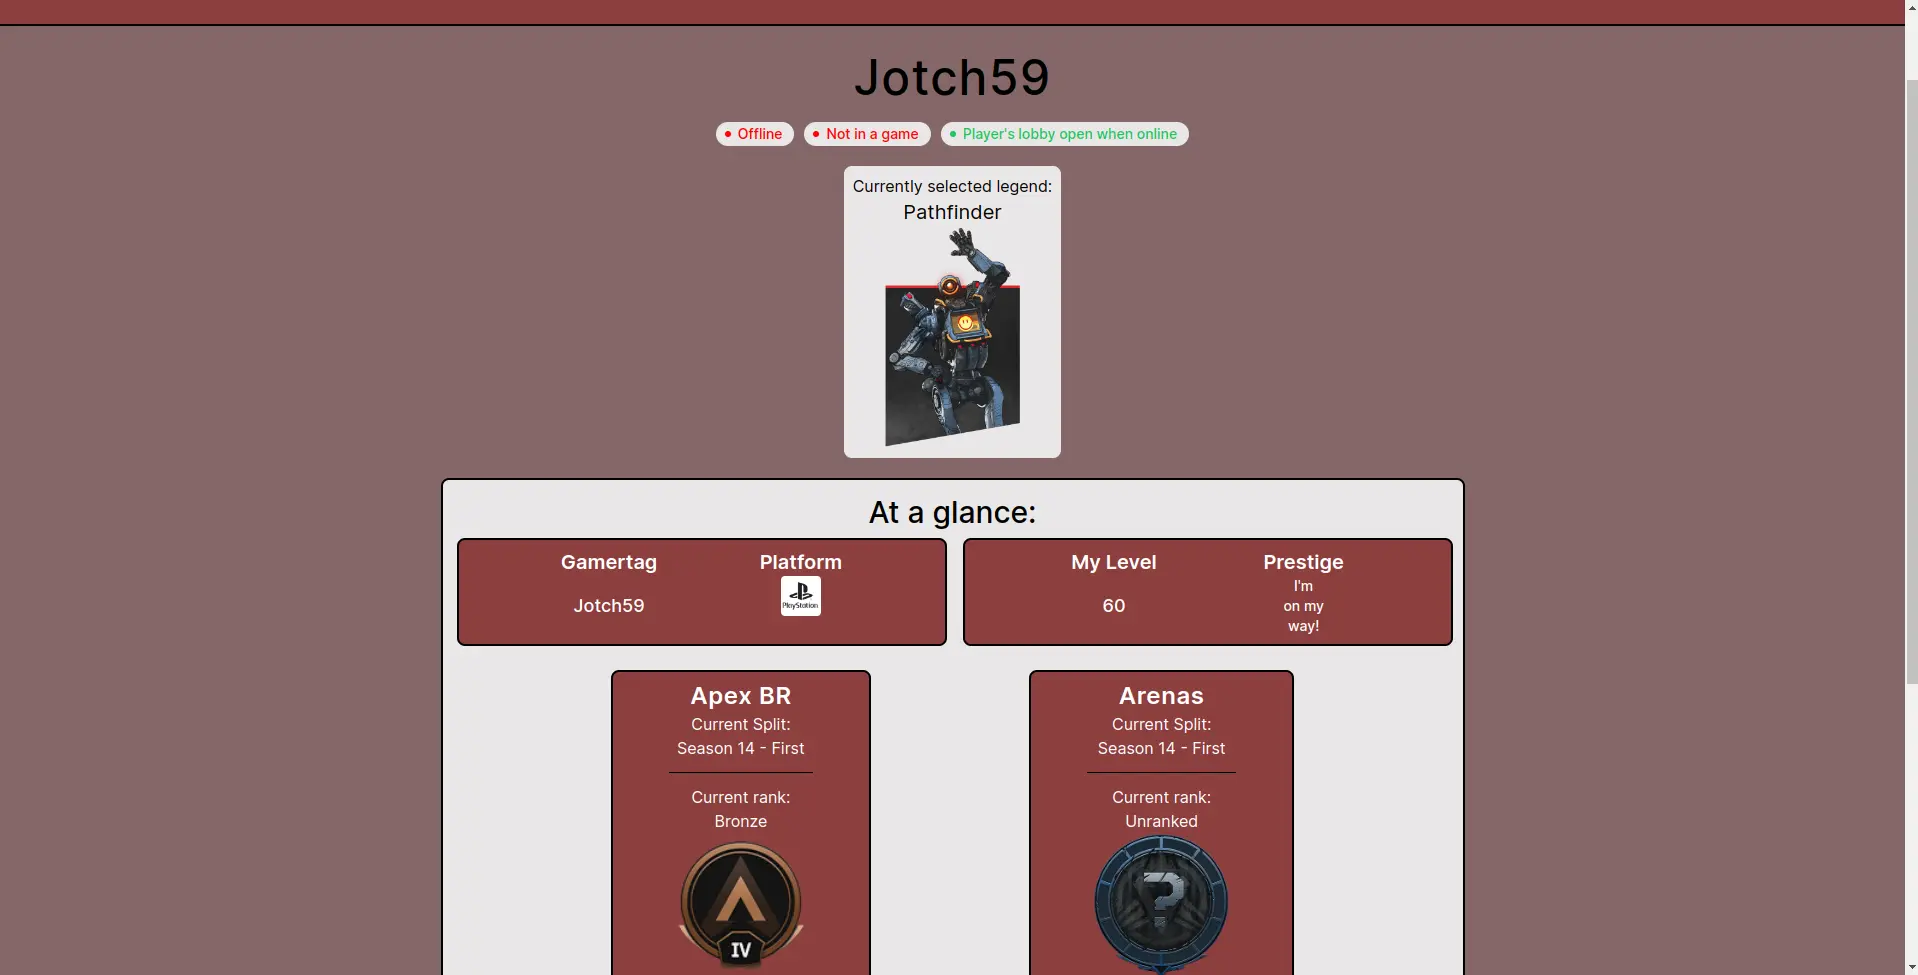 Jotch59
Offline
Not in a game
Player's lobby open when online
Currently selected legend:
Pathfinder
At a glance:
Gamertag
Jotch59
Platform
PlayStation
My Level
60
Prestige
I'm
on my
way!
Apex BR
Current Split:
Season 14 - First
Current rank:
Bronze
IV
Arenas
Current Split:
Season 14 - First
Current rank:
Unranked
?